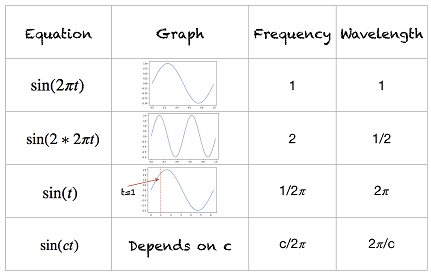 Equation Graph Frequency Wavelength
sin(2πt) 1 1
sin(2 * 2πt) 2 1/2
sin(t) t=1 1/2π 2π
sin(ct) Depends on c c/2π 2π/c